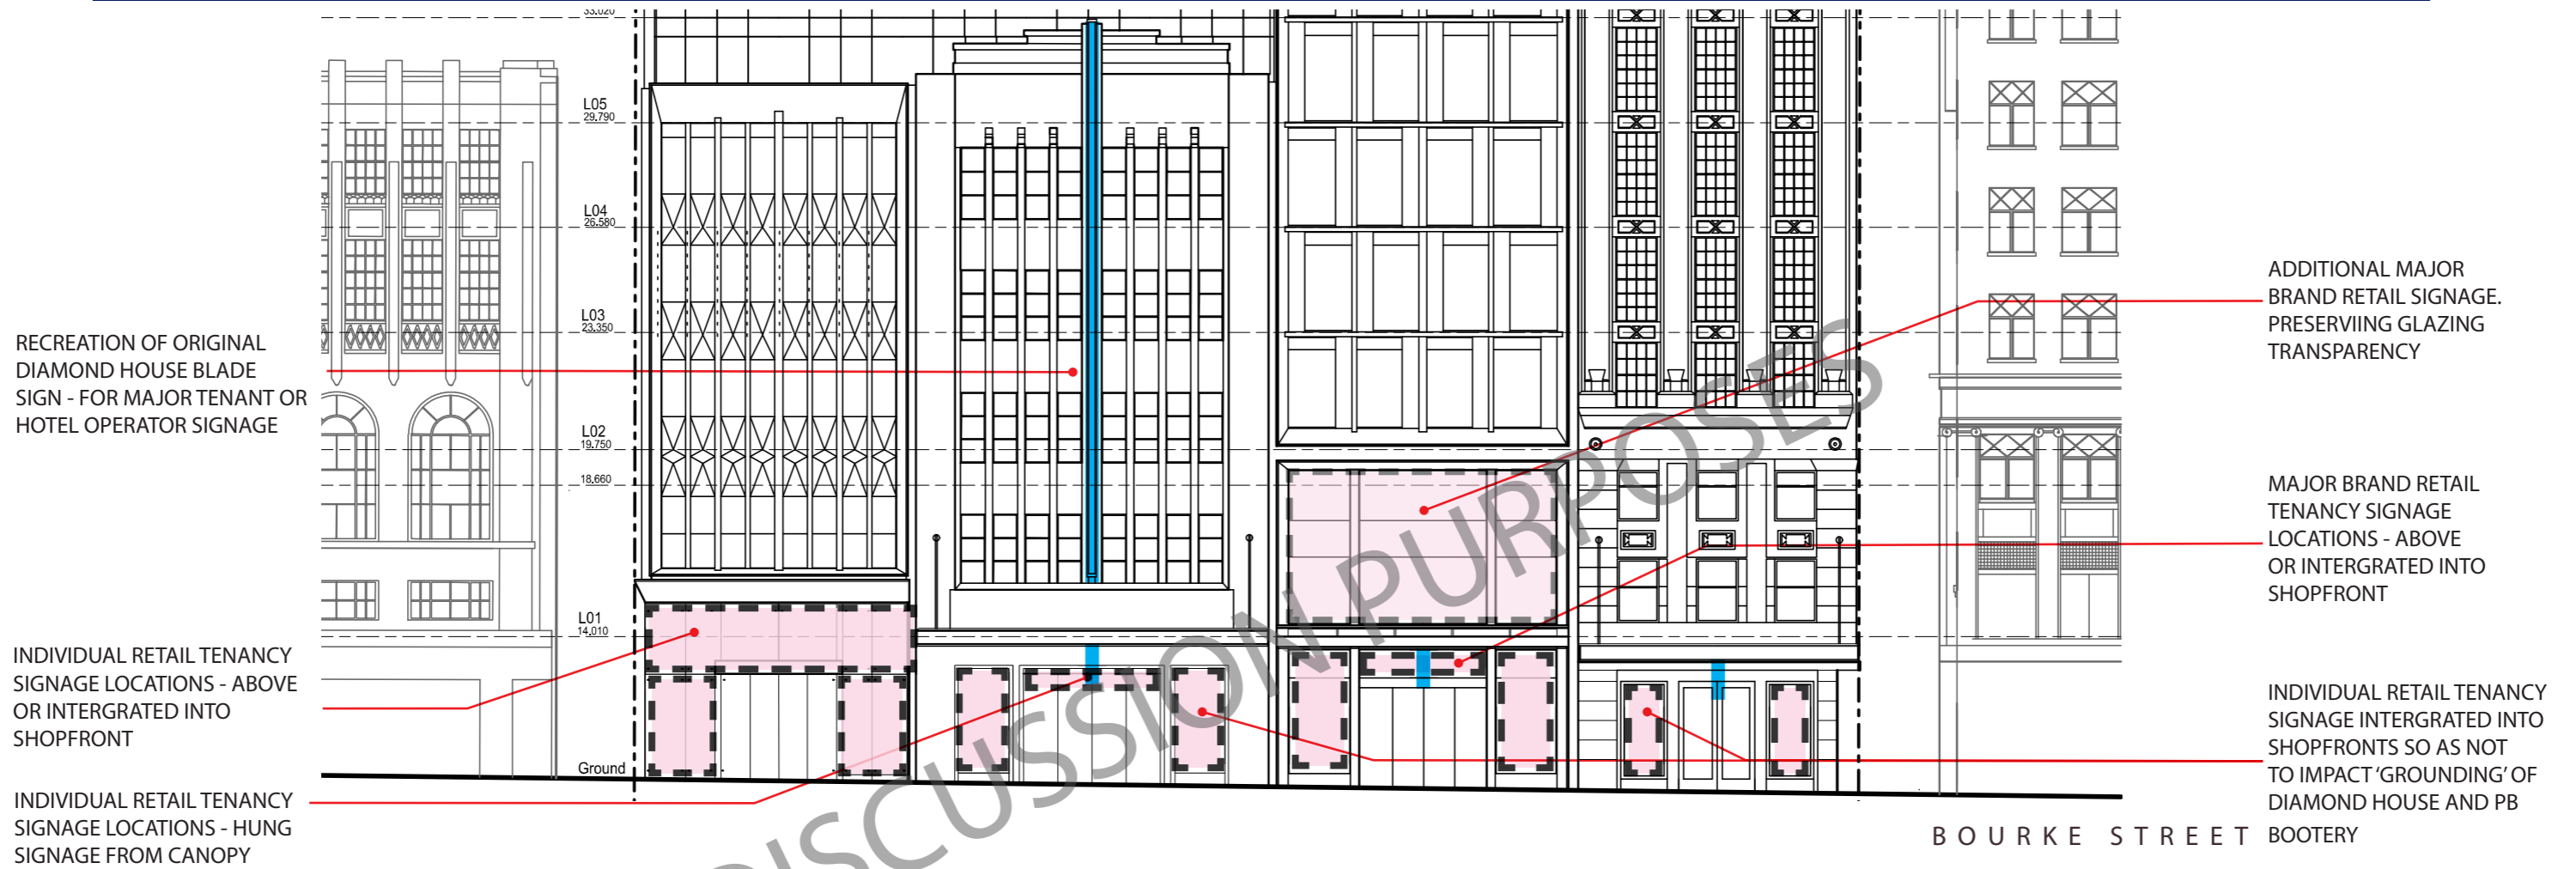 33.020
L05
29.790
L04
26.580
L03
23.350
L02
19.750
18.660
L01
14.010
Ground
RECREATION OF ORIGINAL
DIAMOND HOUSE BLADE
SIGN - FOR MAJOR TENANT OR
HOTEL OPERATOR SIGNAGE
INDIVIDUAL RETAIL TENANCY
SIGNAGE LOCATIONS - ABOVE
OR INTERGRATED INTO
SHOPFRONT
INDIVIDUAL RETAIL TENANCY
SIGNAGE LOCATIONS - HUNG
SIGNAGE FROM CANOPY
ADDITIONAL MAJOR
BRAND RETAIL SIGNAGE.
PRESERVIING GLAZING
TRANSPARENCY
MAJOR BRAND RETAIL
TENANCY SIGNAGE
LOCATIONS - ABOVE
OR INTERGRATED INTO
SHOPFRONT
INDIVIDUAL RETAIL TENANCY
SIGNAGE INTERGRATED INTO
SHOPFRONTS SO AS NOT
TO IMPACT 'GROUNDING' OF
DIAMOND HOUSE AND PB
BOOTERY
BOURKE STREET
DISCUSSION PURPOSES